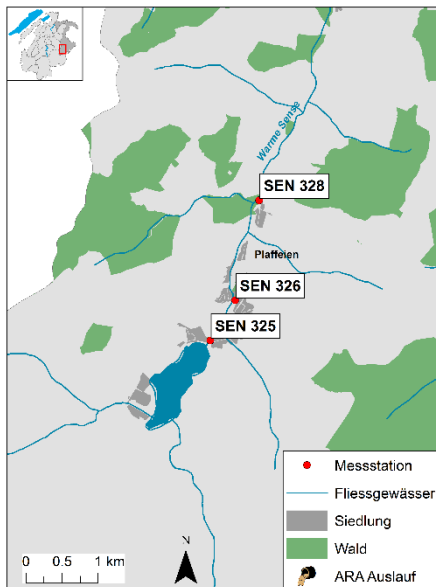 Warme Sense
SEN 328
Plaffeien
SEN 326
SEN 325
N
0 0.5 1 km
Messstation
Fliessgewässer
Siedlung
Wald
ARA Auslauf